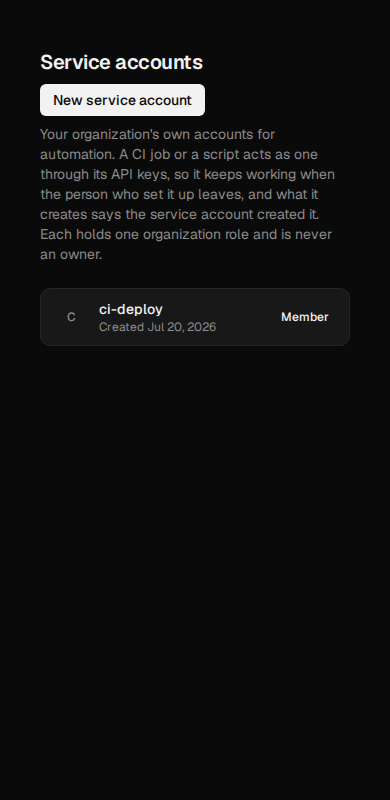 Service accounts
New service account
Your organization's own accounts for
automation. A CI job or a script acts as one
through its API keys, so it keeps working when
the person who set it up leaves, and what it
creates says the service account created it.
Each holds one organization role and is never
an owner.
C
ci-deploy
Member
Created Jul 20, 2026